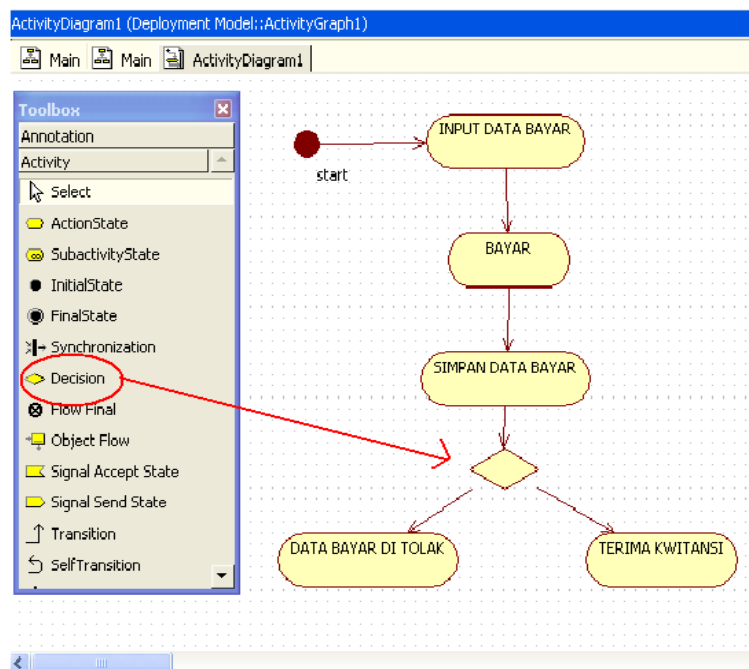 ActivityDiagram1 (Deployment Model::ActivityGraph1)
Main Main ActivityDiagram1
Toolbox
Annotation
Activity
Select
ActionState
SubactivityState
InitialState
FinalState
Synchronization
Decision
Flow Final
Object Flow
Signal Accept State
Signal Send State
Transition
SelfTransition
start
INPUT DATA BAYAR
BAYAR
SIMPAN DATA BAYAR
DATA BAYAR DI TOLAK
TERIMA KWITANSI